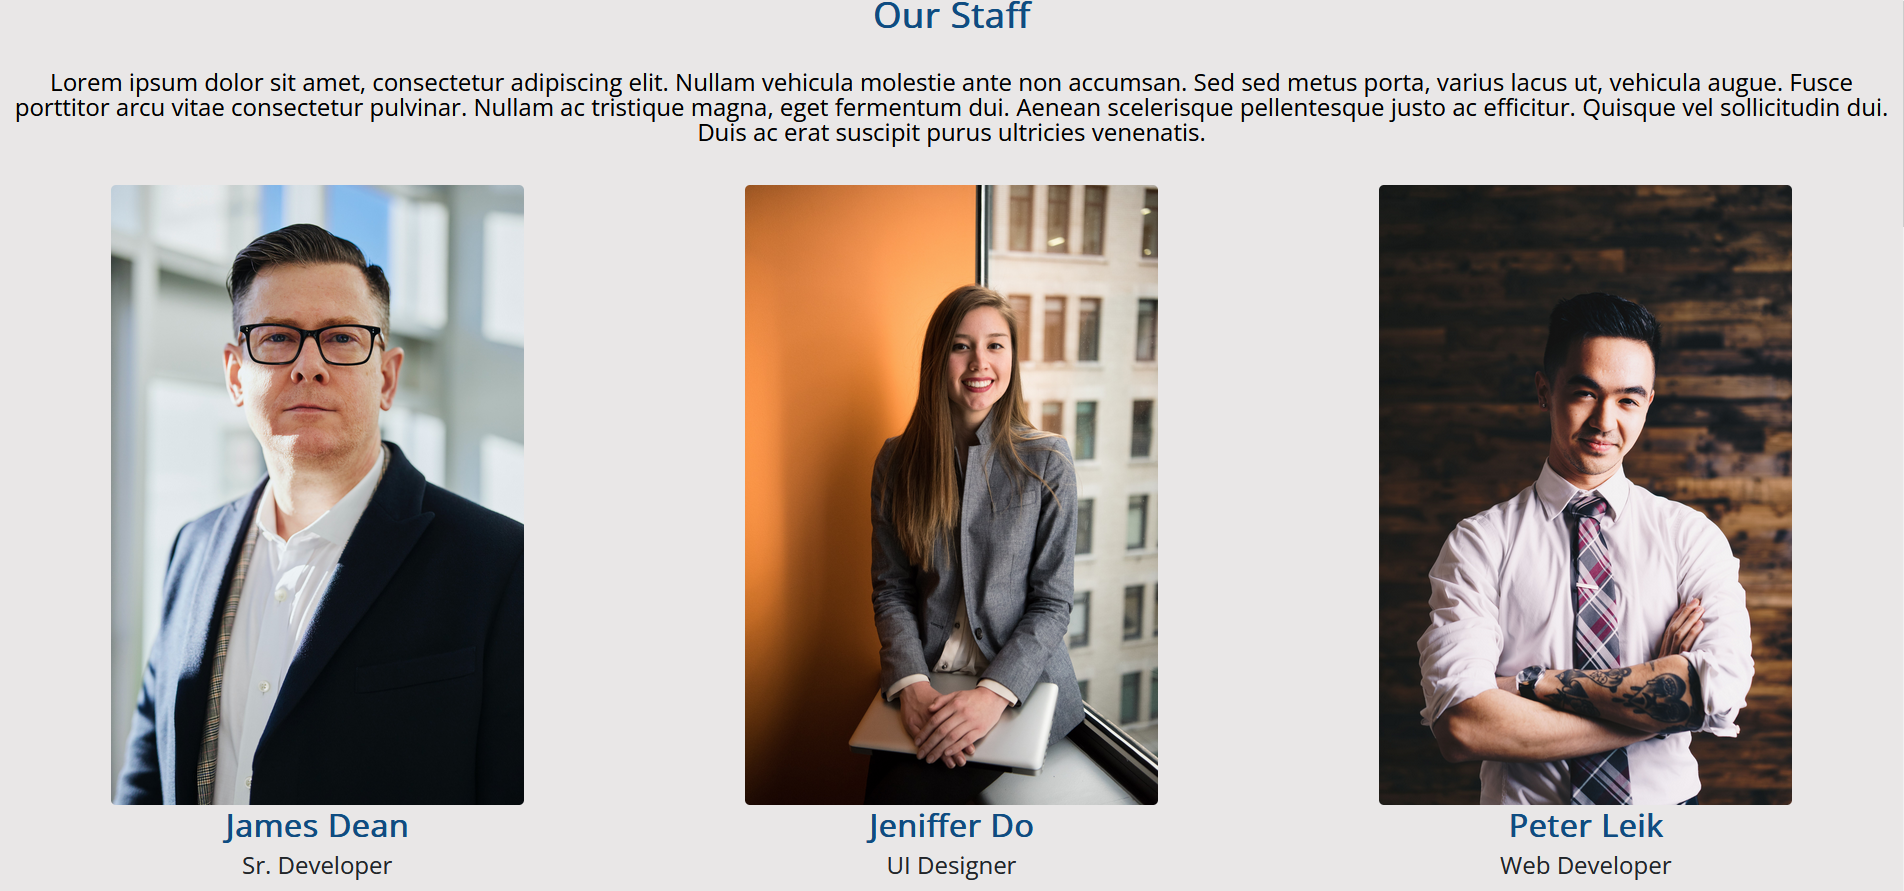 Our Staff
Lorem ipsum dolor sit amet, consectetur adipiscing elit. Nullam vehicula molestie ante non accumsan. Sed sed metus porta, varius lacus ut, vehicula augue. Fusce
porttitor arcu vitae consectetur pulvinar. Nullam ac tristique magna, eget fermentum dui. Aenean scelerisque pellentesque justo ac efficitur. Quisque vel sollicitudin dui.
Duis ac erat suscipit purus ultricies venenatis.
James Dean
Jeniffer Do
Peter Leik
Sr. Developer
UI Designer
Web Developer